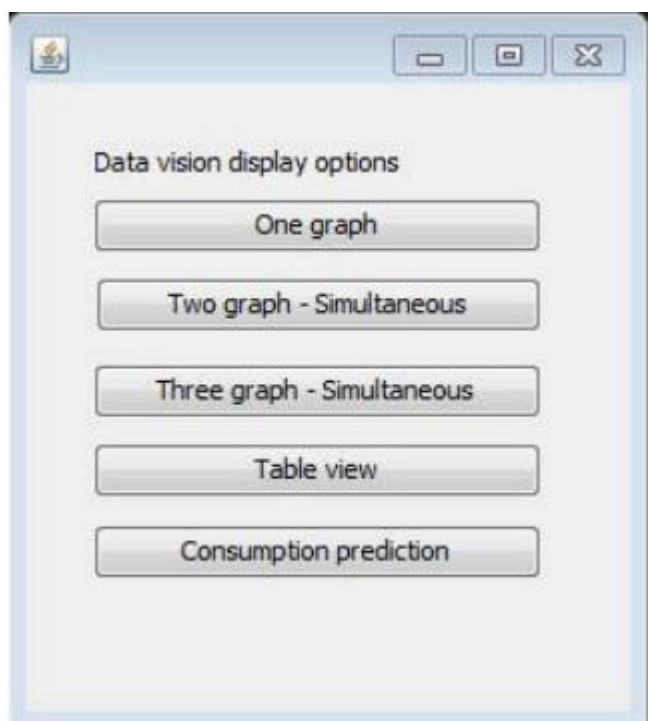 Data vision display options
One graph
Two graph - Simultaneous
Three graph - Simultaneous
Table view
Consumption prediction